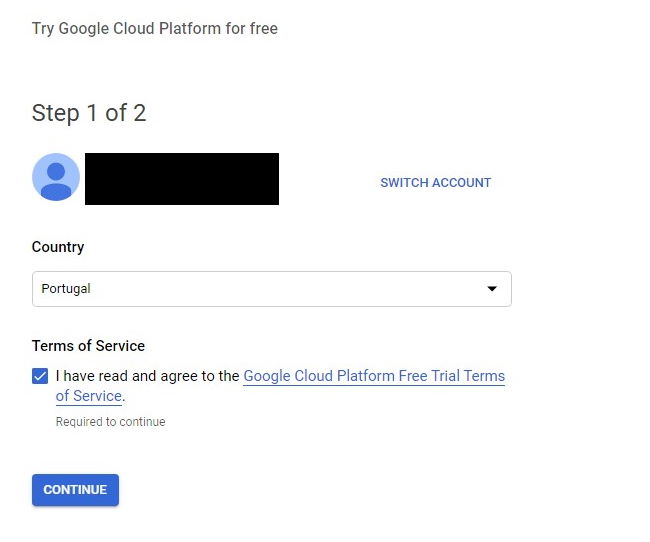 Try Google Cloud Platform for free
Step 1 of 2
SWITCH ACCOUNT
Country
Portugal
Terms of Service
I have read and agree to the Google Cloud Platform Free Trial Terms
of Service.
Required to continue
CONTINUE